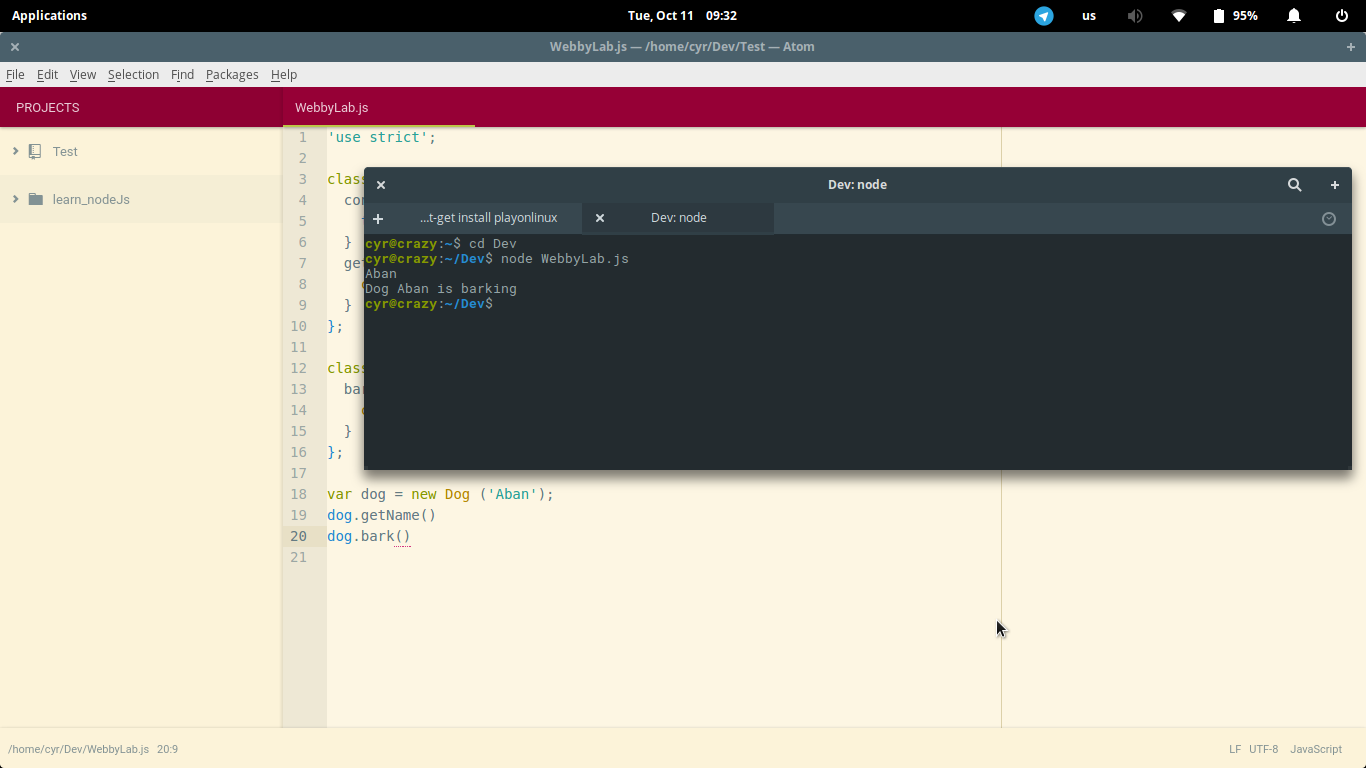 Applications
Tue, Oct 11 09:32
us
95%
WebbyLab.js — /home/cyr/Dev/Test — Atom
File Edit View Selection Find Packages Help
PROJECTS
WebbyLab.js
Test
learn_nodeJs
1 'use strict';
2
3 clas
4 co
5
6 }
7 ge
8
9 }
10 };
11
12 clas
13 ba
14
15 }
16 };
17
18 var dog = new Dog ('Aban');
19 dog.getName()
20 dog.bark()
21
Dev: node
...t-get install playonlinux
Dev: node
cyr@crazy:~$ cd Dev
cyr@crazy:~/Dev$ node WebbyLab.js
Aban
Dog Aban is barking
cyr@crazy:~/Dev$
/home/cyr/Dev/WebbyLab.js 20:9
LF UTF-8 JavaScript